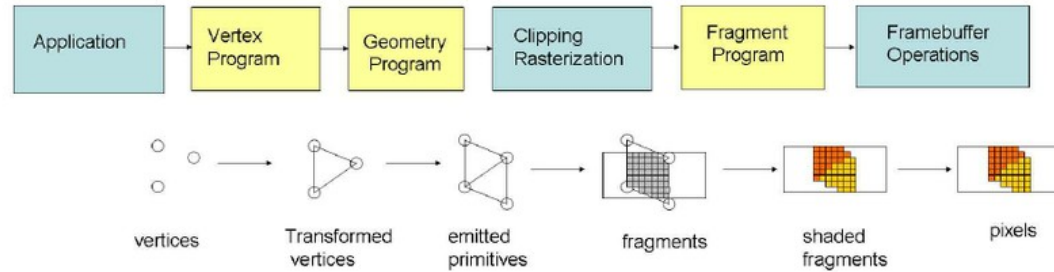 Application
Vertex
Program
Geometry
Program
Clipping
Rasterization
Fragment
Program
Framebuffer
Operations
vertices
Transformed
vertices
emitted
primitives
fragments
shaded
fragments
pixels